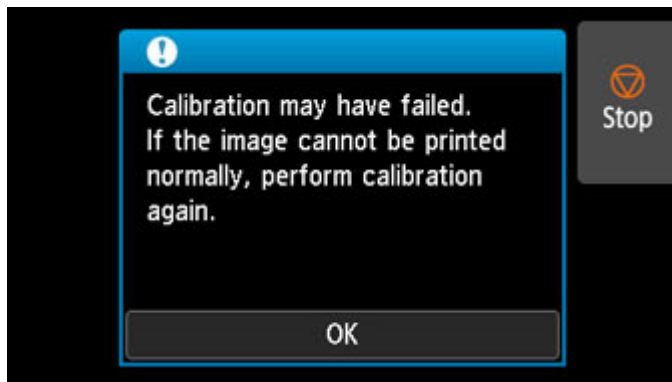 Calibration may have failed.
If the image cannot be printed
normally, perform calibration
again.
Stop
OK